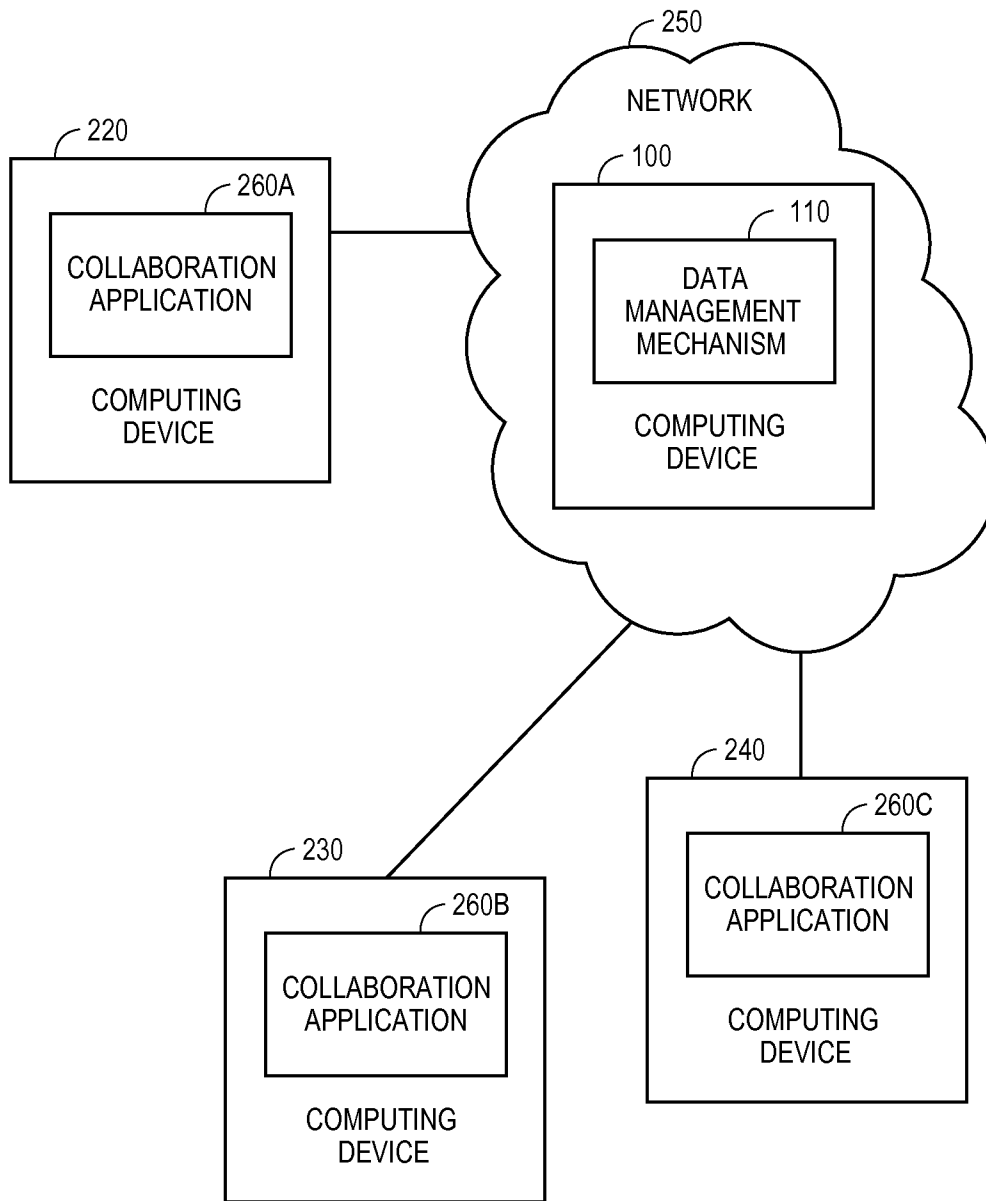 250
NETWORK
220
100
260A
110
COLLABORATION
APPLICATION
DATA
MANAGEMENT
MECHANISM
COMPUTING
DEVICE
COMPUTING
DEVICE
240
260C
230
COLLABORATION
APPLICATION
260B
COLLABORATION
APPLICATION
COMPUTING
DEVICE
COMPUTING
DEVICE